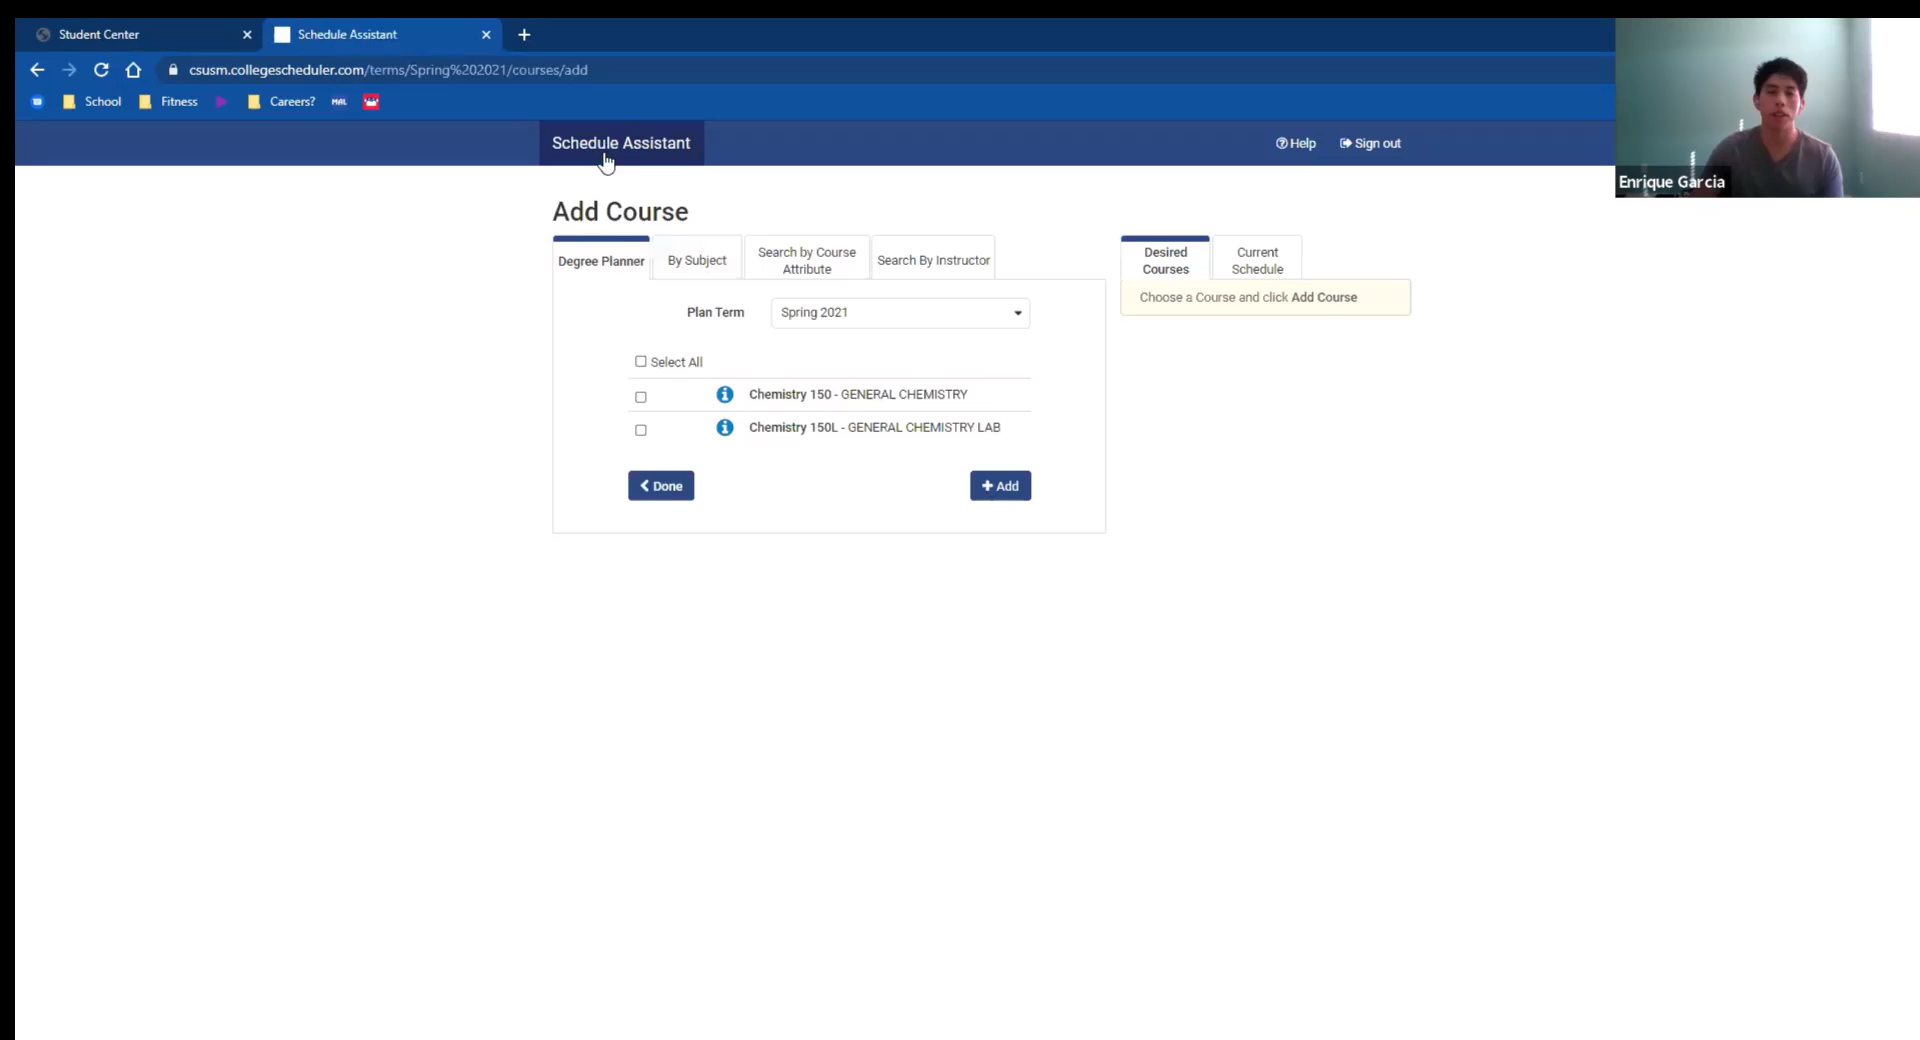 Student Center
Schedule Assistant
csusm.collegescheduler.com/terms/Spring%202021/courses/add
School Fitness Careers? MAL
Schedule Assistant
Help Sign out
Enrique Garcia
Add Course
Degree Planner
By Subject
Search by Course
Attribute
Search By Instructor
Desired
Courses
Current
Schedule
Choose a Course and click Add Course
Plan Term Spring 2021
Select All
Chemistry 150 - GENERAL CHEMISTRY
Chemistry 150L - GENERAL CHEMISTRY LAB
Done
+ Add